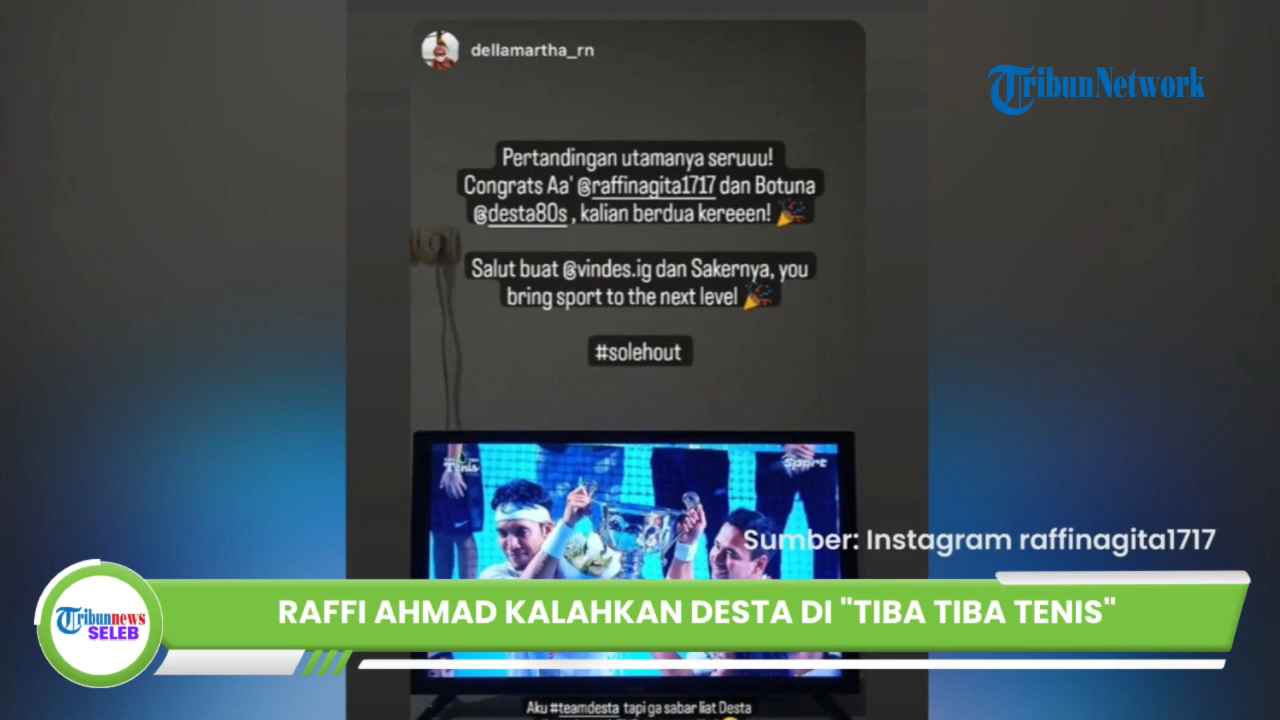 dellamartha_rn
TribunNetwork
Pertandingan utamanya seruuu!
Congrats Aa' @raffinagita1717 dan Botuna
@desta80s , kalian berdua kereeen!
Salut buat @vindes.ig dan Sakernya, you
bring sport to the next level
#solehout
Tenis
Sport
Sumber: Instagram raffinagita1717
Tribunnews
SELEB
RAFFI AHMAD KALAHKAN DESTA DI "TIBA TIBA TENIS"
Aku #teamdesta tapi ga sabar liat Desta